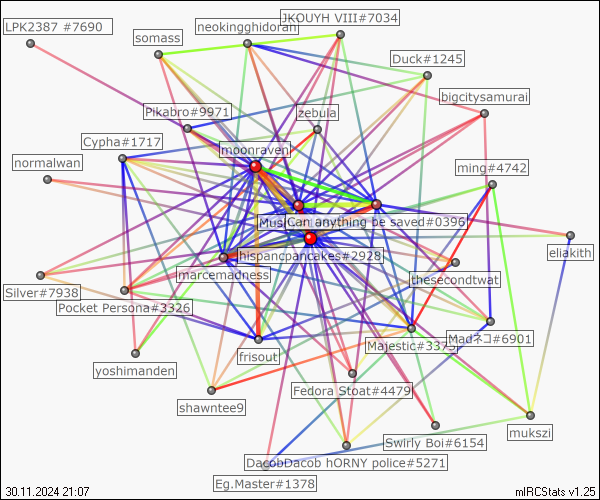 LPK2387 #7690
JKOUYH VIII#7034
neokingghidorah
somass
Duck#1245
bigcitysamurai
Pikabro#9971
zebula
Cypha#1717
moonraven
normalwan
ming#4742
Can anything be saved#0396
hispancpancakes#2928
eliakith
marcemadness
thesecondtwat
Silver#7938
Pocket Persona#3326
Madネコ#6901
frisout
yoshimanden
Fedora Stoat#4479
shawntee9
mukszi
Swirly Boi#6154
DacobDacob hORNY police#5271
Eg.Master#1378
30.11.2024 21:07
mIRCStats v1.25